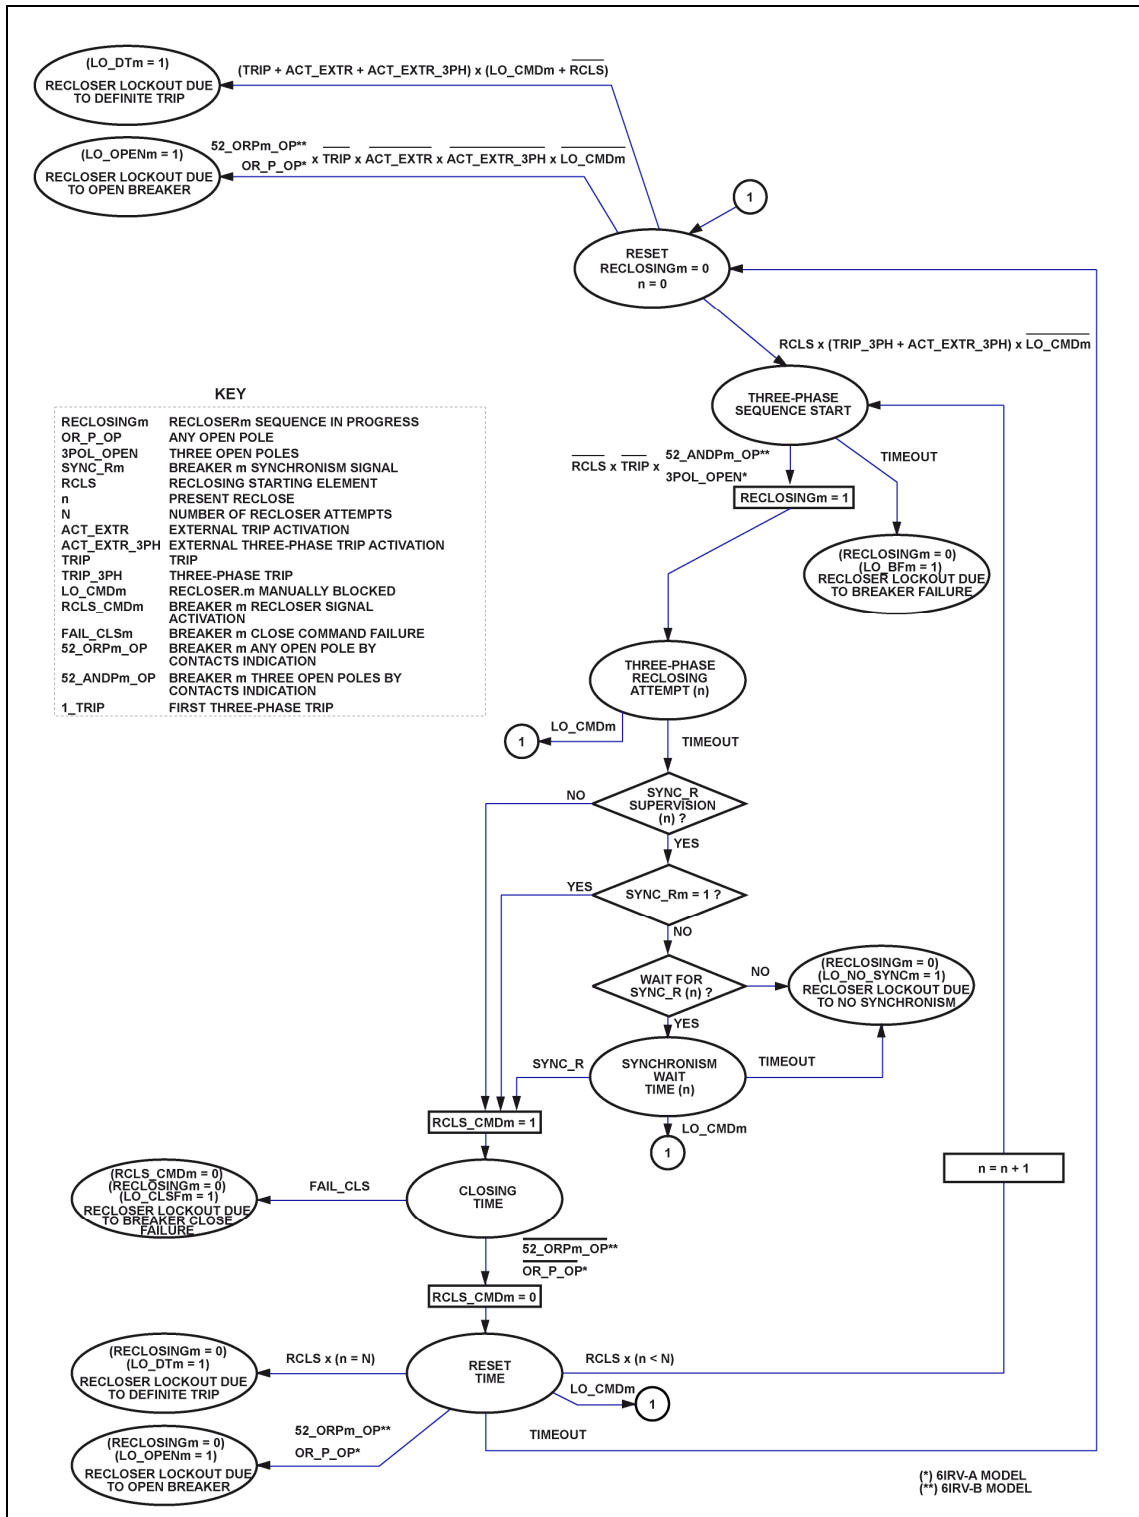 (LO_DTm = 1)
RECLOSER LOCKOUT DUE
TO DEFINITE TRIP
(TRIP + ACT_EXTR + ACT_EXTR_3PH) x (LO_CMDm + R̅C̅L̅S̅)
(LO_OPENm = 1)
RECLOSER LOCKOUT DUE
TO OPEN BREAKER
52_ORPm_OP**
OR_P_OP*
x T̅R̅I̅P̅ x A̅C̅T̅_̅E̅X̅T̅R̅ x A̅C̅T̅_̅E̅X̅T̅R̅_̅3̅P̅H̅ x L̅O̅_̅C̅M̅D̅m̅
1
RESET
RECLOSINGm = 0
n = 0
RCLS x (TRIP_3PH + ACT_EXTR_3PH) x L̅O̅_̅C̅M̅D̅m̅
THREE-PHASE
SEQUENCE START
R̅C̅L̅S̅ x T̅R̅I̅P̅ x
52_ANDPm_OP**
3POL_OPEN*
TIMEOUT
RECLOSINGm = 1
(RECLOSINGm = 0)
(LO_BFm = 1)
RECLOSER LOCKOUT DUE
TO BREAKER FAILURE
KEY
RECLOSINGm RECLOSERm SEQUENCE IN PROGRESS
OR_P_OP ANY OPEN POLE
3POL_OPEN THREE OPEN POLES
SYNC_Rm BREAKER m SYNCHRONISM SIGNAL
RCLS RECLOSING STARTING ELEMENT
n PRESENT RECLOSE
N NUMBER OF RECLOSER ATTEMPTS
ACT_EXTR EXTERNAL TRIP ACTIVATION
ACT_EXTR_3PH EXTERNAL THREE-PHASE TRIP ACTIVATION
TRIP TRIP
TRIP_3PH THREE-PHASE TRIP
LO_CMDm RECLOSER.m MANUALLY BLOCKED
RCLS_CMDm BREAKER m RECLOSER SIGNAL
ACTIVATION
FAIL_CLSm BREAKER m CLOSE COMMAND FAILURE
52_ORPm_OP BREAKER m ANY OPEN POLE BY
CONTACTS INDICATION
52_ANDPm_OP BREAKER m THREE OPEN POLES BY
CONTACTS INDICATION
1_TRIP FIRST THREE-PHASE TRIP
THREE-PHASE
RECLOSING
ATTEMPT (n)
LO_CMDm
1
TIMEOUT
SYNC_R
SUPERVISION
(n) ?
NO
YES
SYNC_Rm = 1 ?
YES
NO
WAIT FOR
SYNC_R (n) ?
NO
(RECLOSINGm = 0)
(LO_NO_SYNCm = 1)
RECLOSER LOCKOUT DUE
TO NO SYNCHRONISM
YES
SYNCHRONISM
WAIT
TIME (n)
SYNC_R
TIMEOUT
LO_CMDm
1
RCLS_CMDm = 1
n = n + 1
CLOSING
TIME
FAIL_CLS
(RCLS_CMDm = 0)
(RECLOSINGm = 0)
(LO_CLSFm = 1)
RECLOSER LOCKOUT DUE
TO BREAKER CLOSE
FAILURE
5̅2̅_̅O̅R̅P̅m̅_̅O̅P̅**
O̅R̅_̅P̅_̅O̅P̅*
RCLS_CMDm = 0
RESET
TIME
RCLS x (n = N)
(RECLOSINGm = 0)
(LO_DTm = 1)
RECLOSER LOCKOUT DUE
TO DEFINITE TRIP
RCLS x (n < N)
LO_CMDm
1
52_ORPm_OP**
OR_P_OP*
(RECLOSINGm = 0)
(LO_OPENm = 1)
RECLOSER LOCKOUT DUE
TO OPEN BREAKER
TIMEOUT
(*) 6IRV-A MODEL
(**) 6IRV-B MODEL